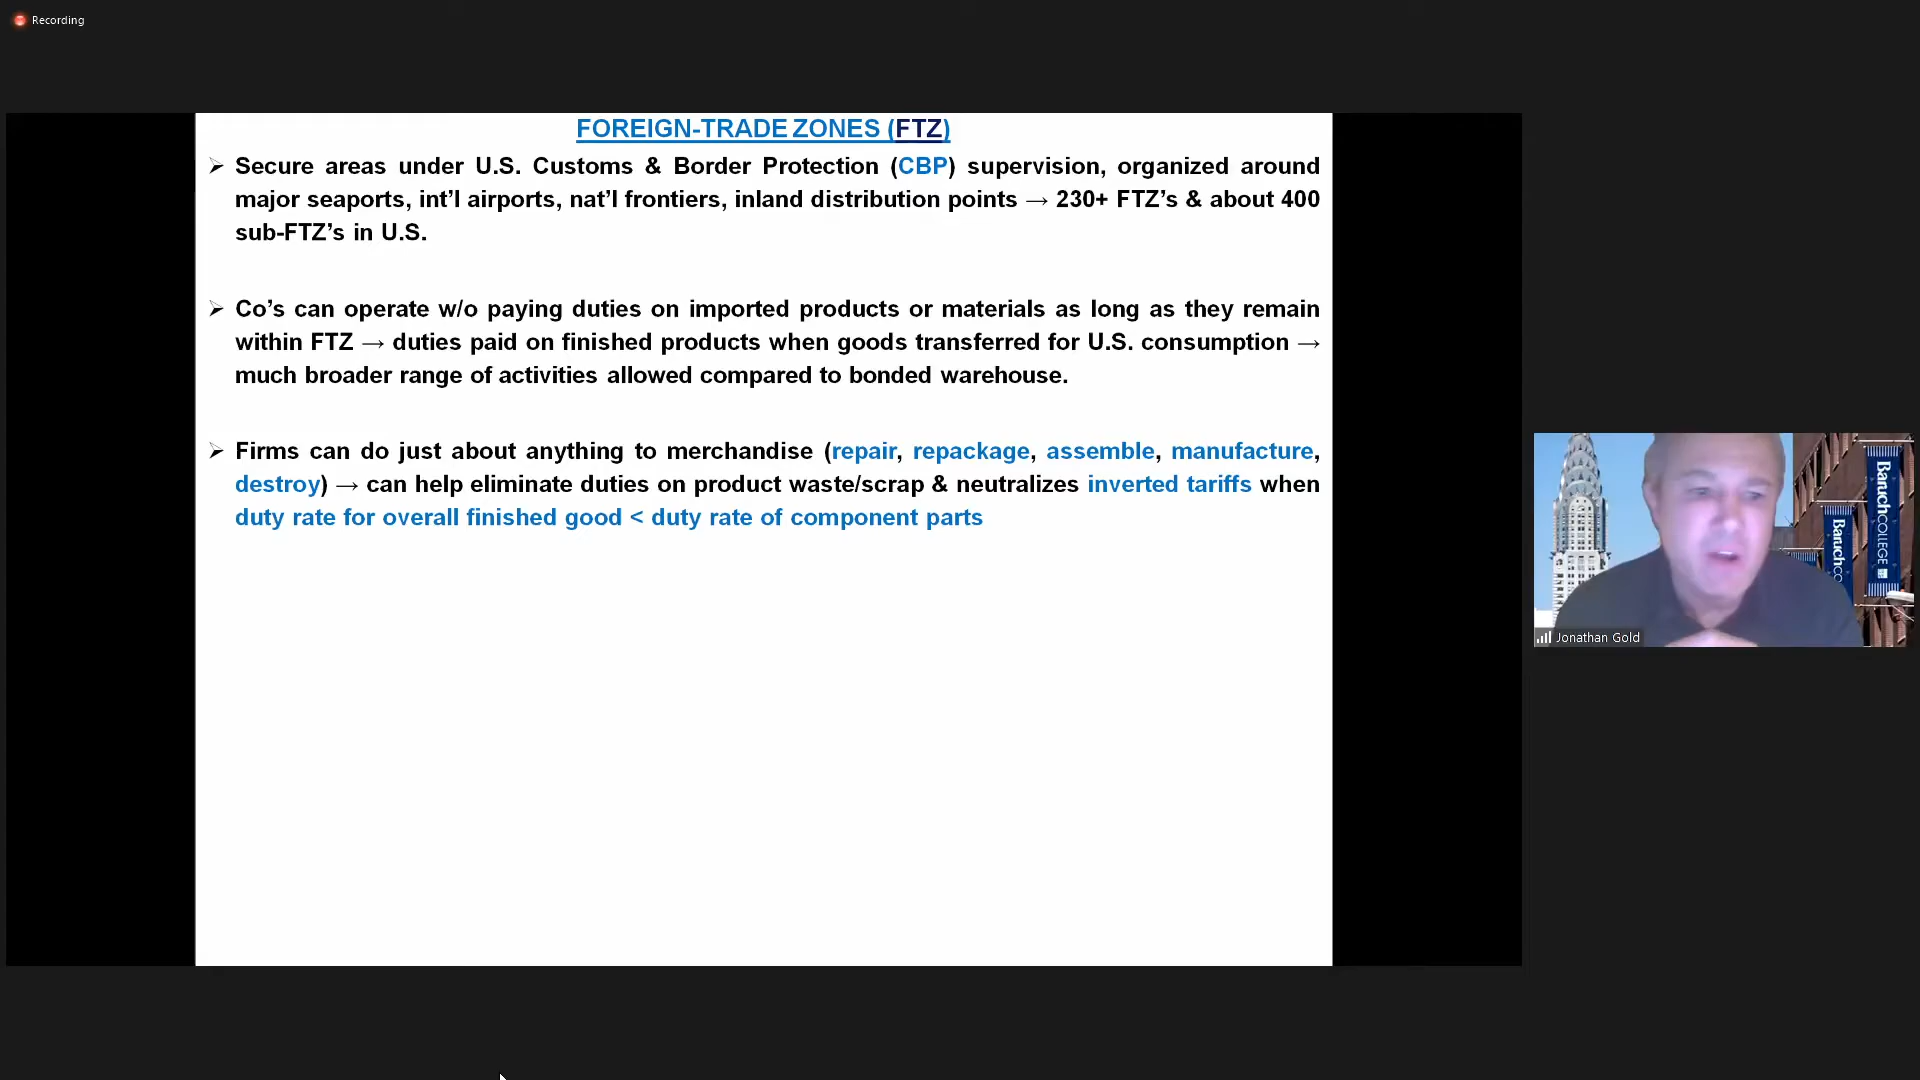 Recording
FOREIGN-TRADE ZONES (FTZ)
➢ Secure areas under U.S. Customs & Border Protection (CBP) supervision, organized around
major seaports, int’l airports, nat’l frontiers, inland distribution points → 230+ FTZ’s & about 400
sub-FTZ’s in U.S.
➢ Co’s can operate w/o paying duties on imported products or materials as long as they remain
within FTZ → duties paid on finished products when goods transferred for U.S. consumption →
much broader range of activities allowed compared to bonded warehouse.
➢ Firms can do just about anything to merchandise (repair, repackage, assemble, manufacture,
destroy) → can help eliminate duties on product waste/scrap & neutralizes inverted tariffs when
duty rate for overall finished good < duty rate of component parts
Baruch COLLEGE
Baruch CO
Jonathan Gold